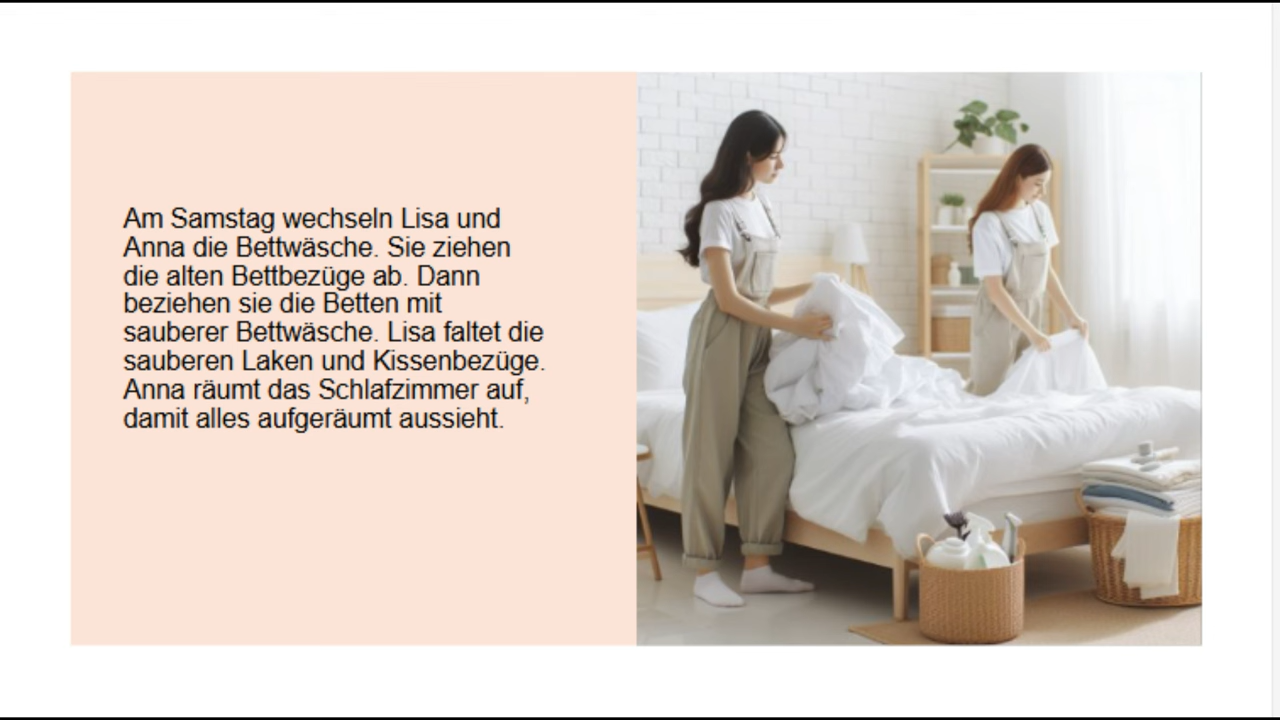 Am Samstag wechseln Lisa und
Anna die Bettwäsche. Sie ziehen
die alten Bettbezüge ab. Dann
beziehen sie die Betten mit
sauberer Bettwäsche. Lisa faltet die
sauberen Laken und Kissenbezüge.
Anna räumt das Schlafzimmer auf,
damit alles aufgeräumt aussieht.